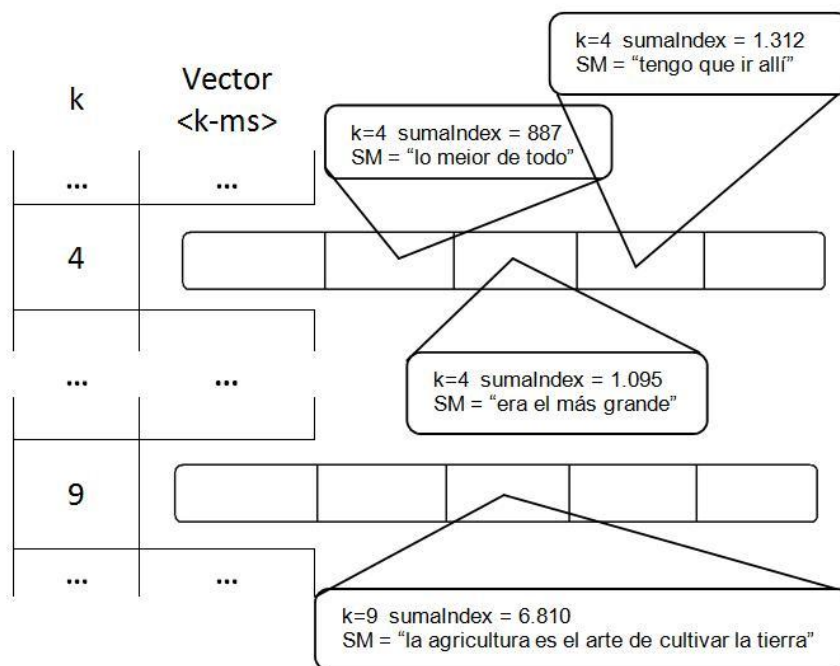 k=4 sumaIndex = 1.312
SM = “tengo que ir allí”
k
Vector
<k-ms>
k=4 sumaIndex = 887
SM = “lo meior de todo”
... ...
4
k=4 sumaIndex = 1.095
SM = “era el más grande”
... ...
9
... ...
k=9 sumaIndex = 6.810
SM = “la agricultura es el arte de cultivar la tierra”